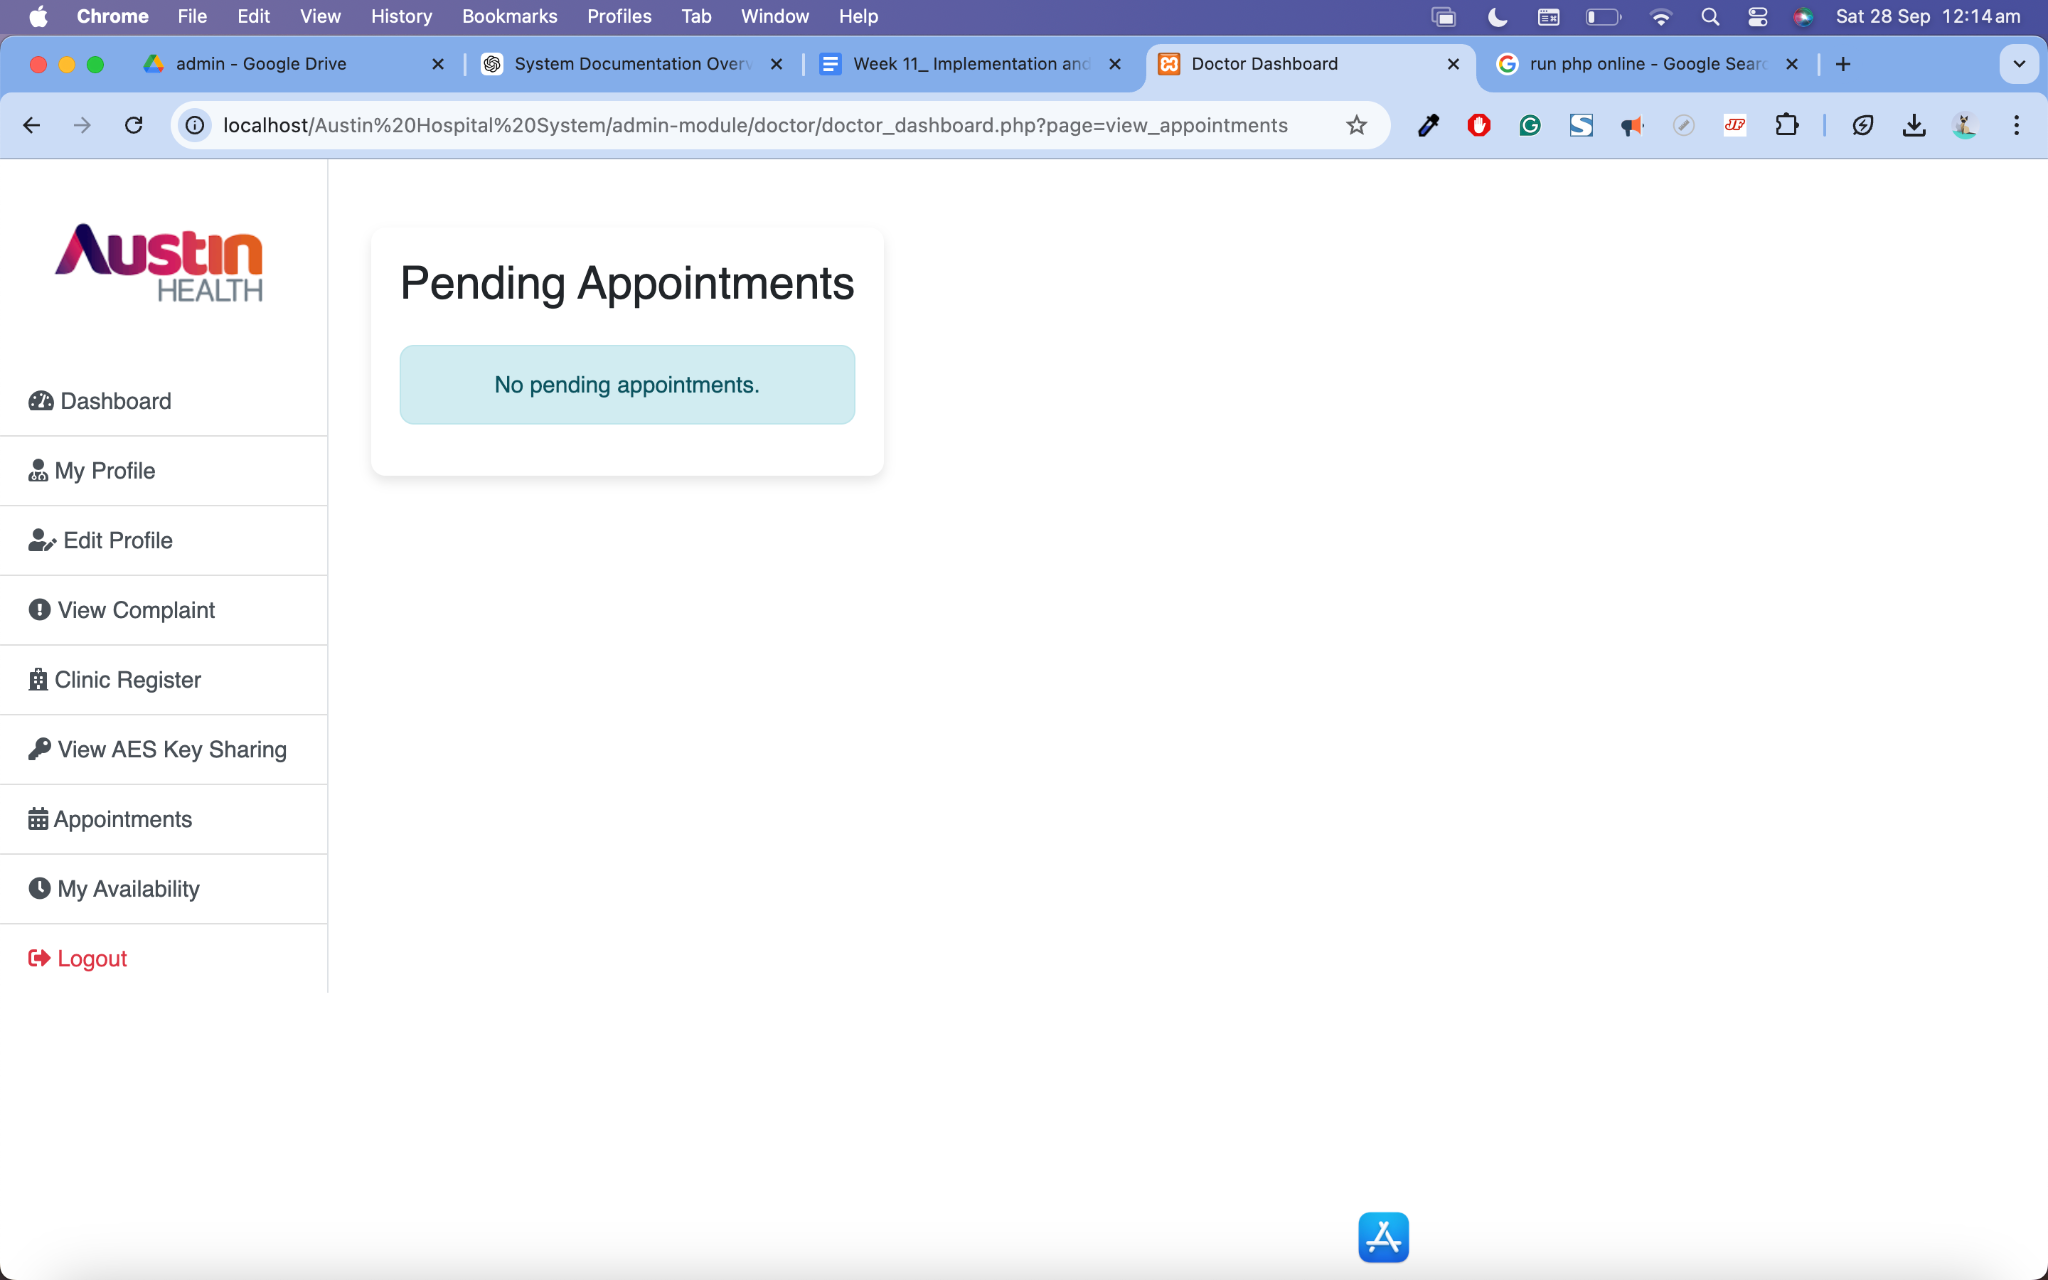 Chrome File Edit View History Bookmarks Profiles Tab Window Help Sat 28 Sep 12:14 am
admin - Google Drive System Documentation Over Week 11_ Implementation and Doctor Dashboard run php online - Google Sear
localhost/Austin%20Hospital%20System/admin-module/doctor/doctor_dashboard.php?page=view_appointments
Austin
HEALTH
Pending Appointments
No pending appointments.
Dashboard
My Profile
Edit Profile
View Complaint
Clinic Register
View AES Key Sharing
Appointments
My Availability
Logout